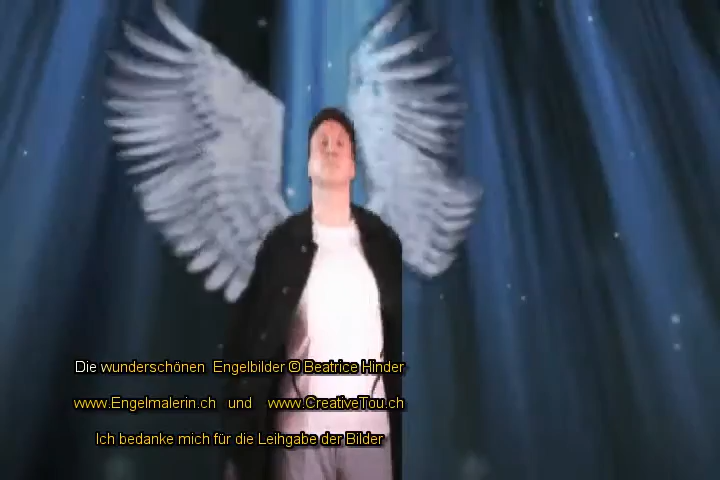 Die wunderschönen Engelbilder © Beatrice Hinder
www.Engelmalerin.ch und www.CreativeTou.ch
Ich bedanke mich für die Leihgabe der Bilder